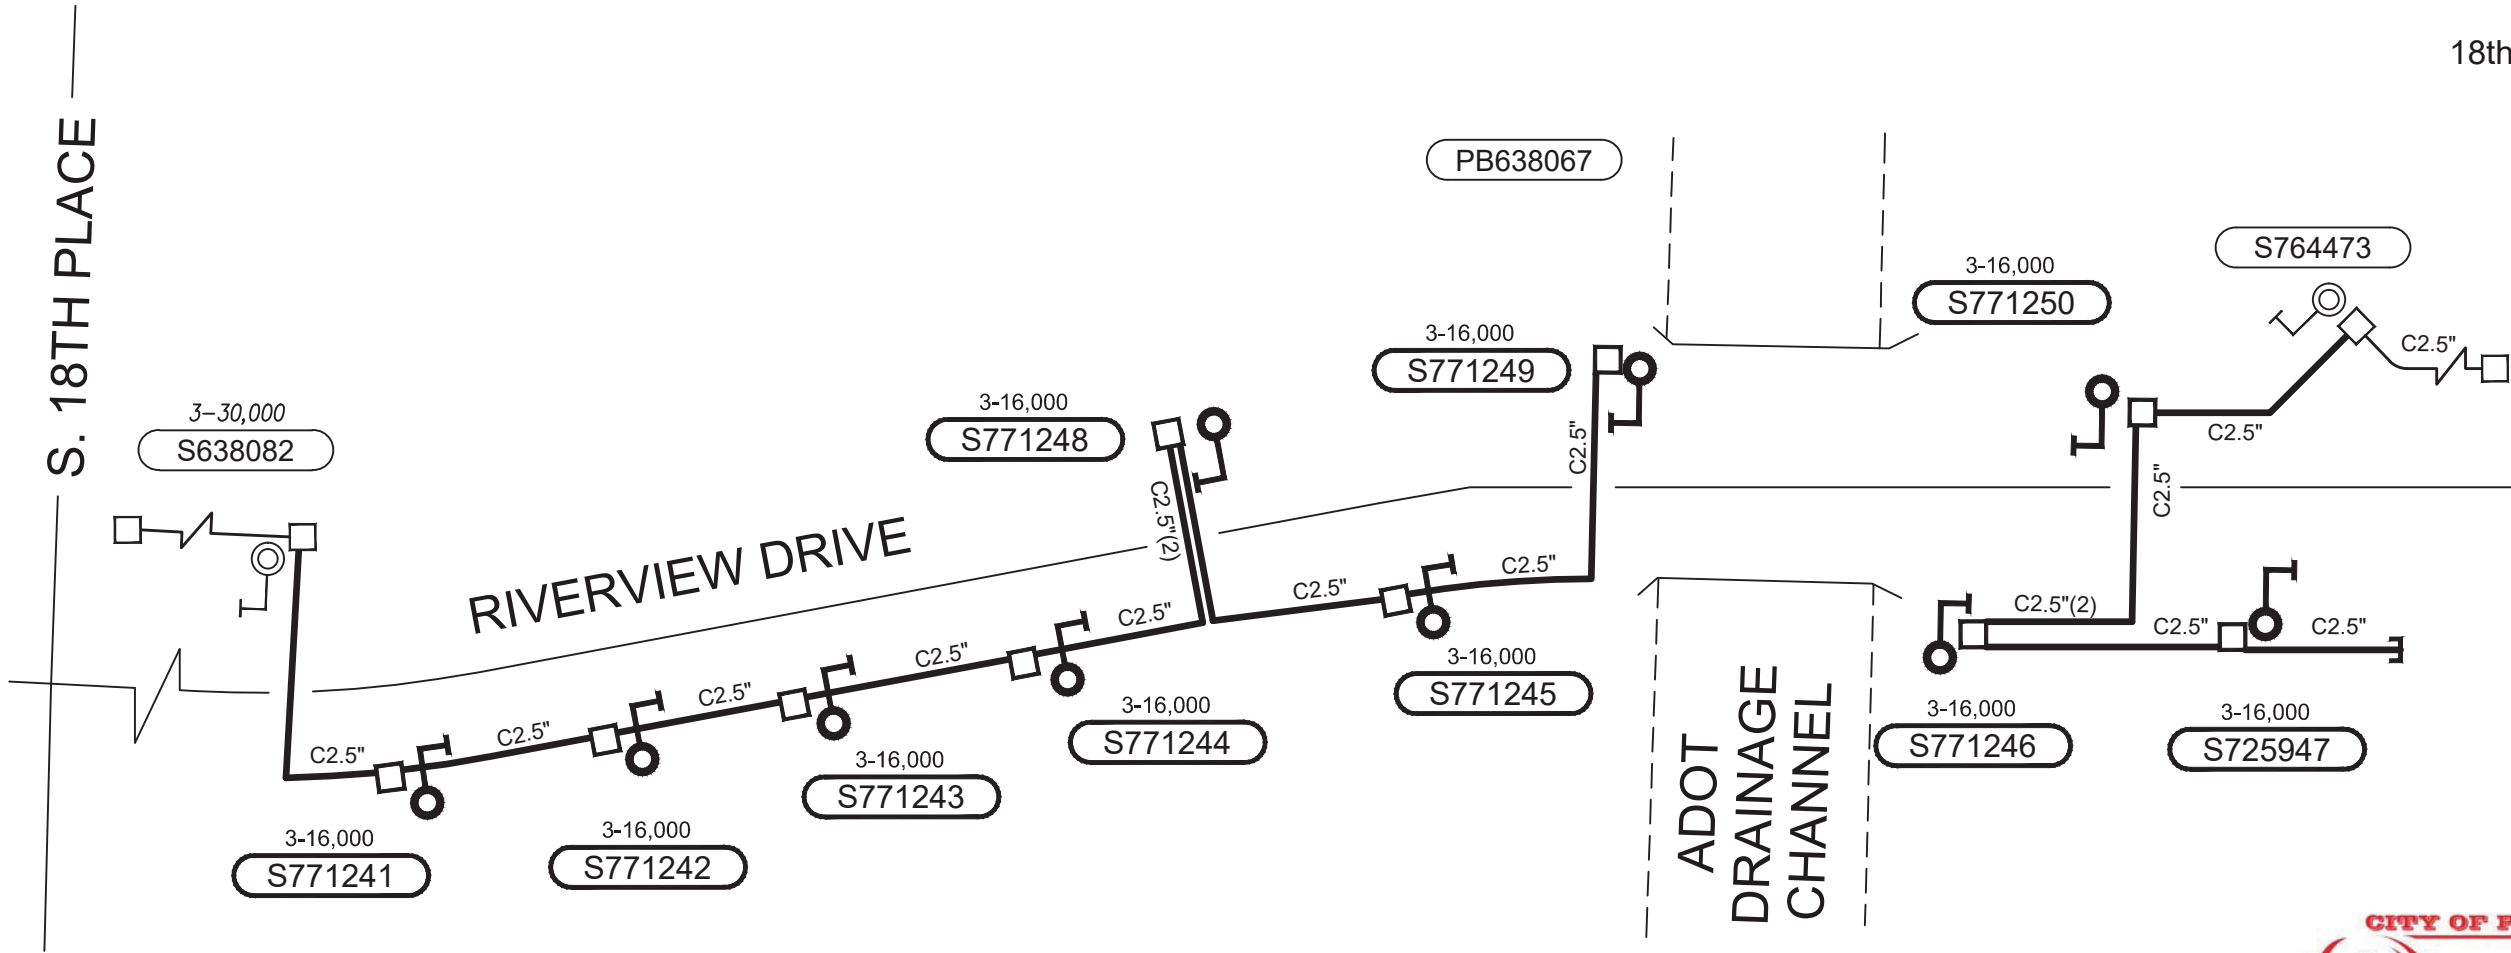 18th
S. 18TH PLACE
PB638067
S764473
3-16,000
S771250
C2.5"
3-16,000
S771249
3-16,000
S771248
3-30,000
S638082
C2.5"
C2.5"
C2.5"
C2.5"(2)
RIVERVIEW DRIVE
C2.5"
C2.5"
C2.5"
C2.5"
C2.5"
C2.5"
C2.5"
C2.5"(2)
C2.5"
C2.5"
3-16,000
S771245
3-16,000
S771244
3-16,000
S771243
3-16,000
S771242
3-16,000
S771241
ADOT
DRAINAGE
CHANNEL
3-16,000
S771246
3-16,000
S725947
CITY OF